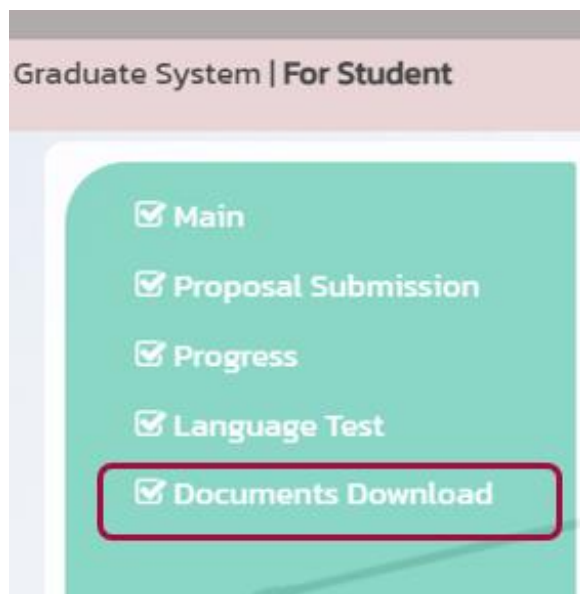 Graduate System | For Student
Main
Proposal Submission
Progress
Language Test
Documents Download